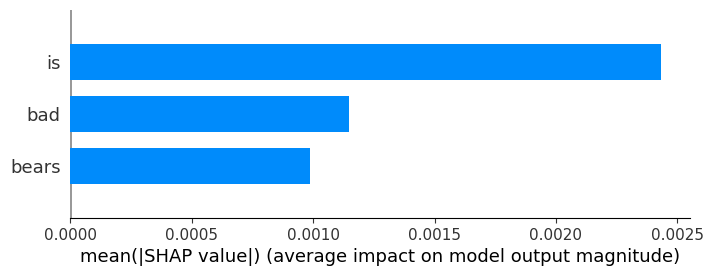 is
bad
bears
0.0000 0.0005 0.0010 0.0015 0.0020 0.0025
mean(|SHAP value|) (average impact on model output magnitude)